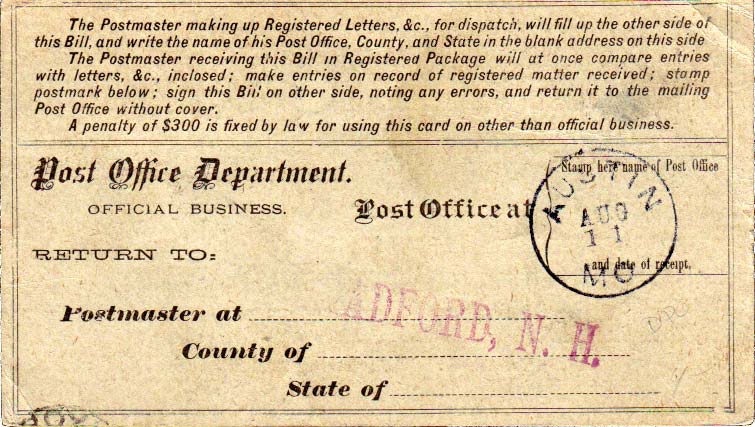 The Postmaster making up Registered Letters, &c., for dispatch, will fill up the other side of
this Bill, and write the name of his Post Office, County, and State in the blank address on this side
The Postmaster receiving this Bill in Registered Package will at once compare entries
with letters, &c., inclosed; make entries on record of registered matter received; stamp
postmark below; sign this Bill on other side, noting any errors, and return it to the mailing
Post Office without cover.
A penalty of $300 is fixed by law for using this card on other than official business.
Post Office Department.
OFFICIAL BUSINESS.
Post Office at
Stamp here name of Post Office
and date of receipt.
AUSTIN
AUG
11
MO
RETURN TO:
Postmaster at
ADFORD, N. H.
County of
State of
DPO